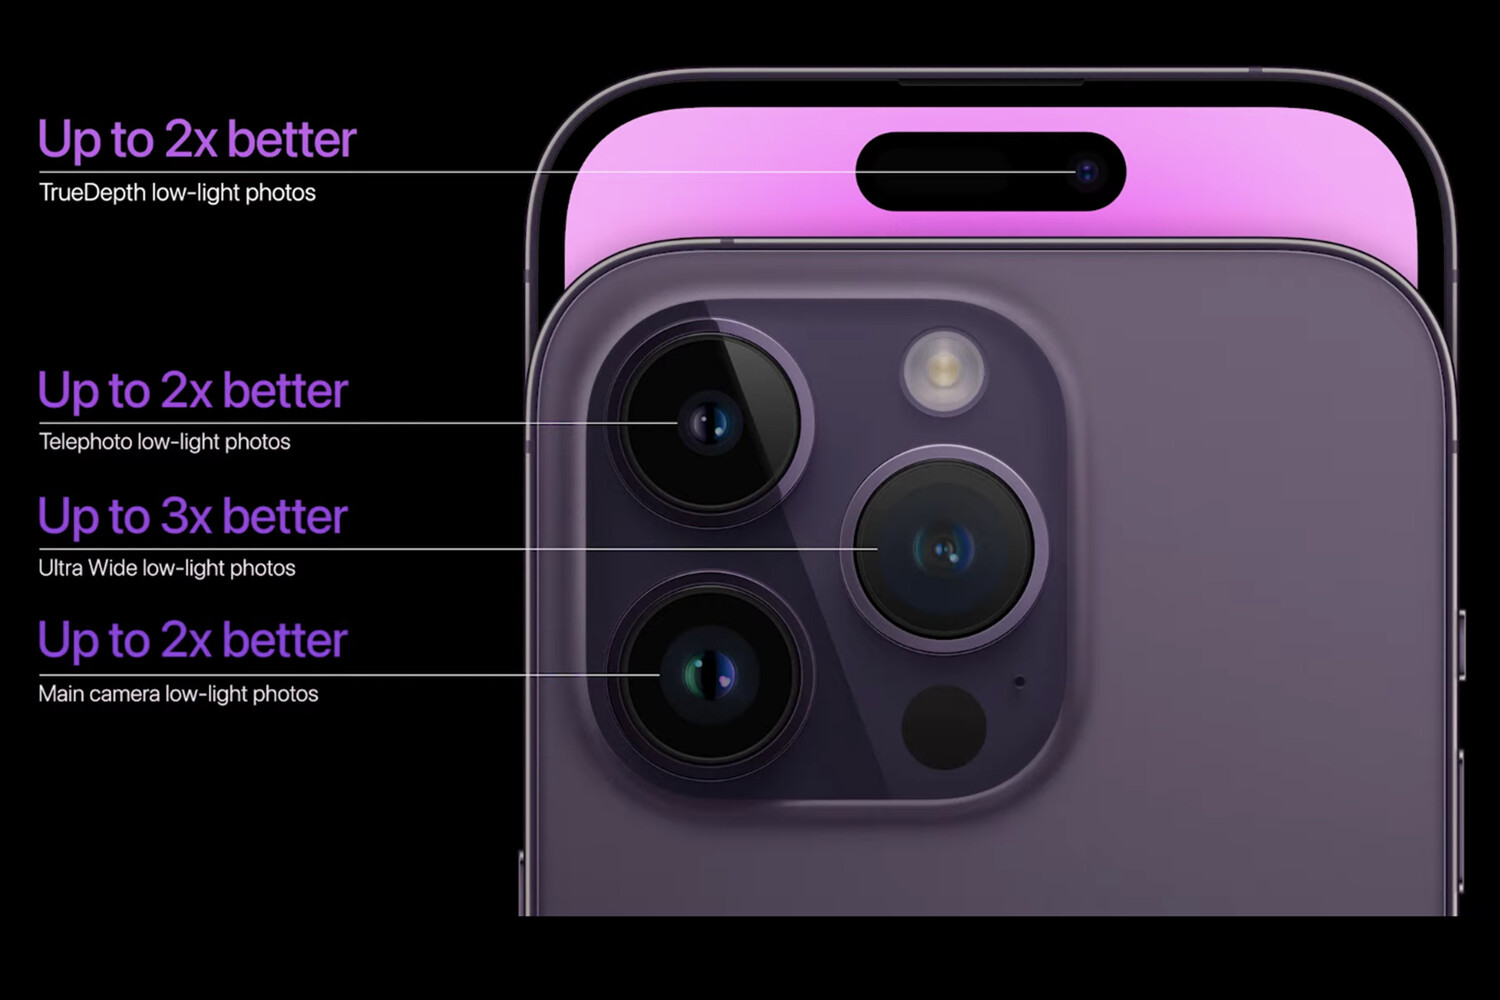 Up to 2x better
TrueDepth low-light photos
Up to 2x better
Telephoto low-light photos
Up to 3x better
Ultra Wide low-light photos
Up to 2x better
Main camera low-light photos